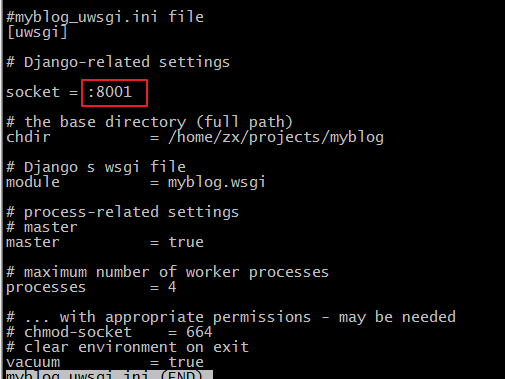 #myblog_uwsgi.ini file
[uwsgi]
# Django-related settings
socket = :8001
# the base directory (full path)
chdir           = /home/zx/projects/myblog
# Django s wsgi file
module          = myblog.wsgi
# process-related settings
# master
master          = true
# maximum number of worker processes
processes       = 4
# ... with appropriate permissions - may be needed
# chmod-socket    = 664
# clear environment on exit
vacuum          = true
myblog_uwsgi.ini (END)